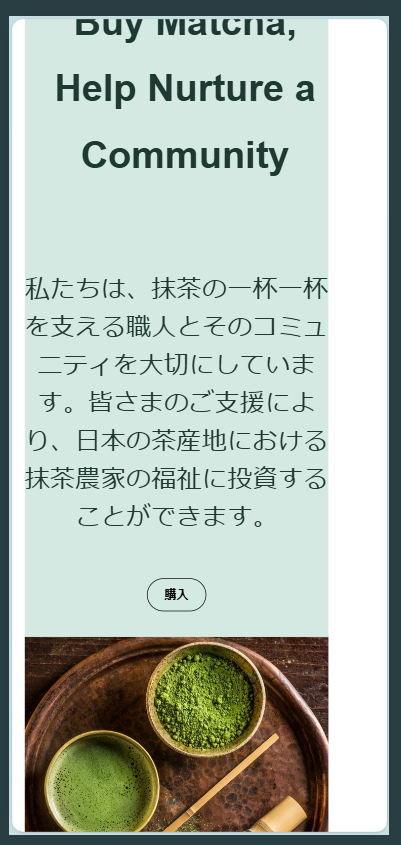 Buy Matcha,
Help Nurture a
Community
私たちは、抹茶の一杯一杯
を支える職人とそのコミュ
ニティを大切にしていま
す。皆さまのご支援によ
り、日本の茶産地における
抹茶農家の福祉に投資する
ことができます。
購入